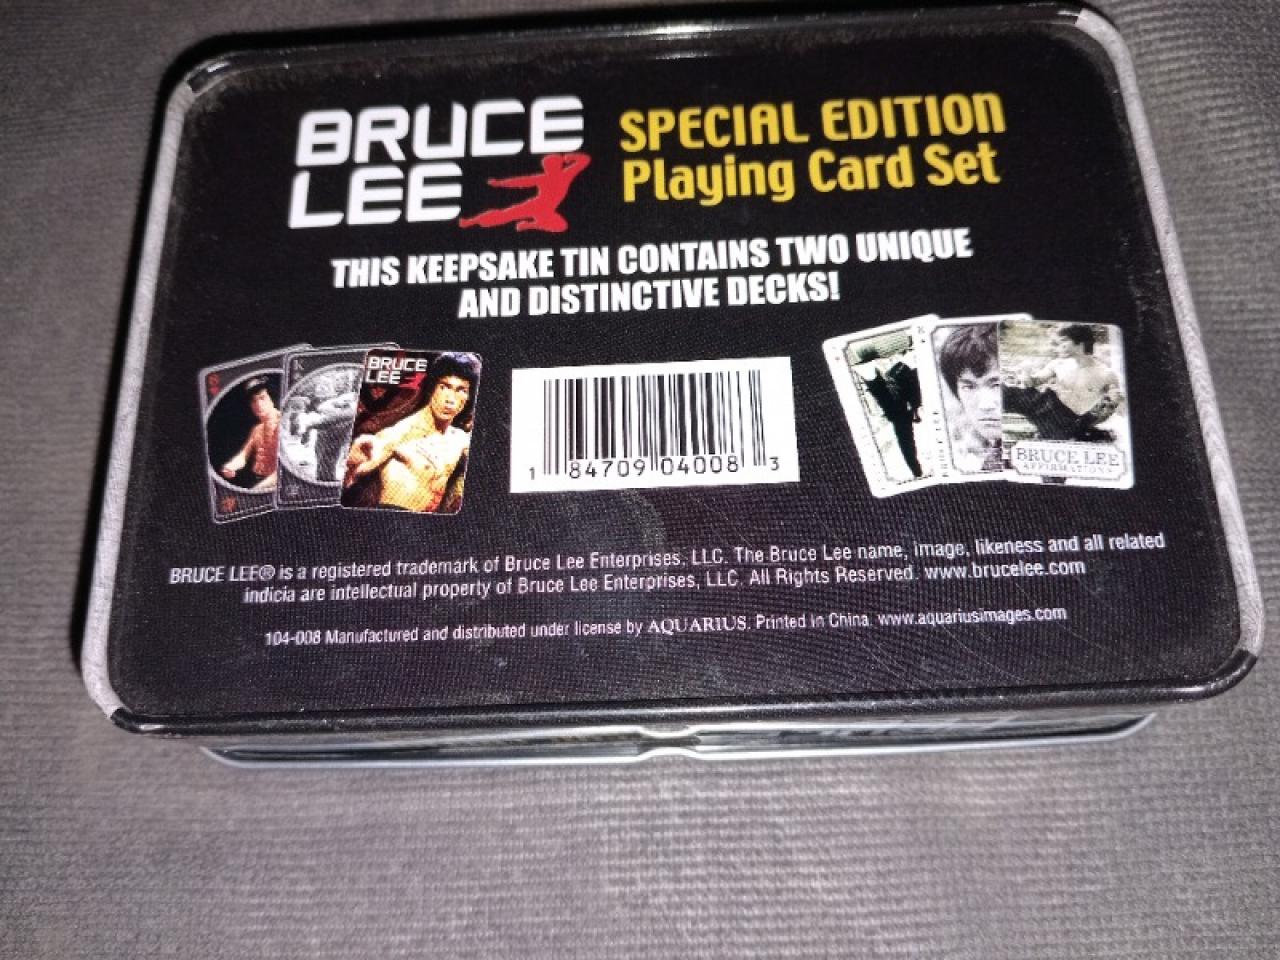 BRUCE
LEE
SPECIAL EDITION
Playing Card Set
THIS KEEPSAKE TIN CONTAINS TWO UNIQUE
AND DISTINCTIVE DECKS!
K
BRUCE
LEE
1 84709 04008 3
K
BRUCE LEE
AFFIRMATIONS
BRUCE LEE® is a registered trademark of Bruce Lee Enterprises, LLC. The Bruce Lee name, image, likeness and all related
indicia are intellectual property of Bruce Lee Enterprises, LLC. All Rights Reserved. www.brucelee.com
104-008 Manufactured and distributed under license by AQUARIUS. Printed in China. www.aquariusimages.com